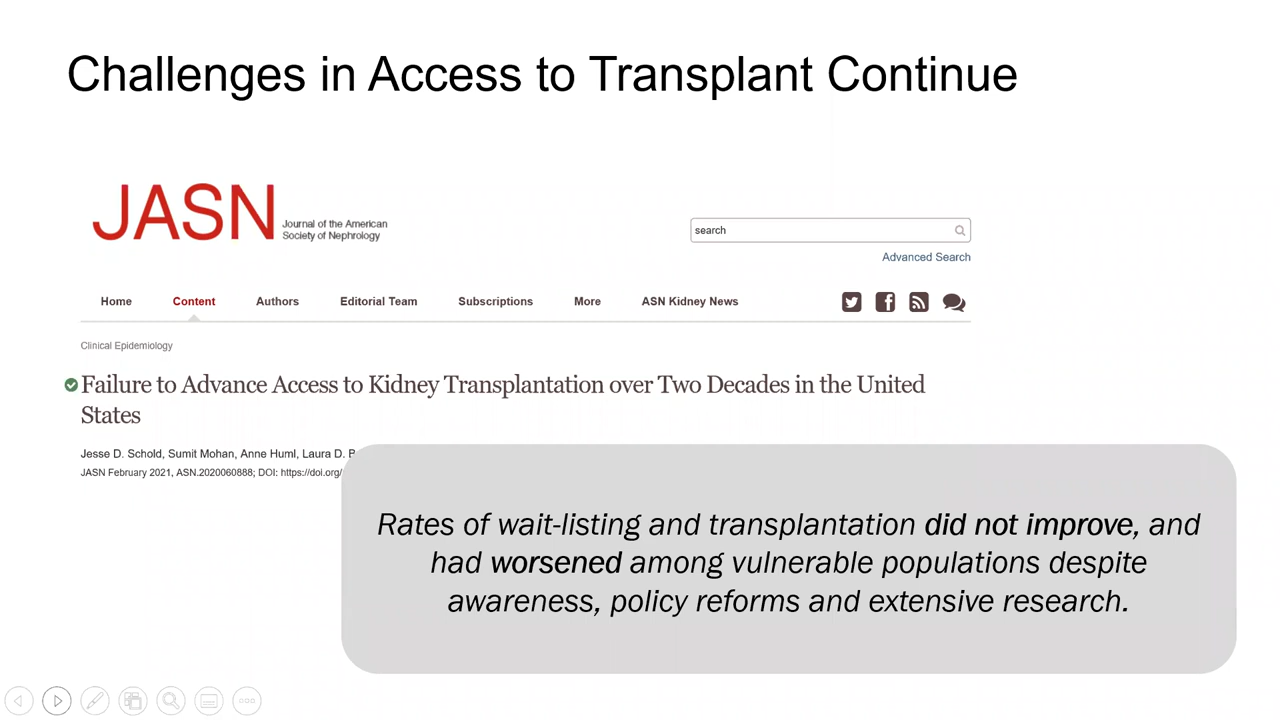 Challenges in Access to Transplant Continue
JASN
Journal of the American
Society of Nephrology
search
Advanced Search
Home Content Authors Editorial Team Subscriptions More ASN Kidney News
Clinical Epidemiology
Failure to Advance Access to Kidney Transplantation over Two Decades in the United
States
Jesse D. Schold, Sumit Mohan, Anne Huml, Laura D.
JASN February 2021, ASN.2020060888; DOI: https://doi.org/
Rates of wait-listing and transplantation did not improve, and
had worsened among vulnerable populations despite
awareness, policy reforms and extensive research.